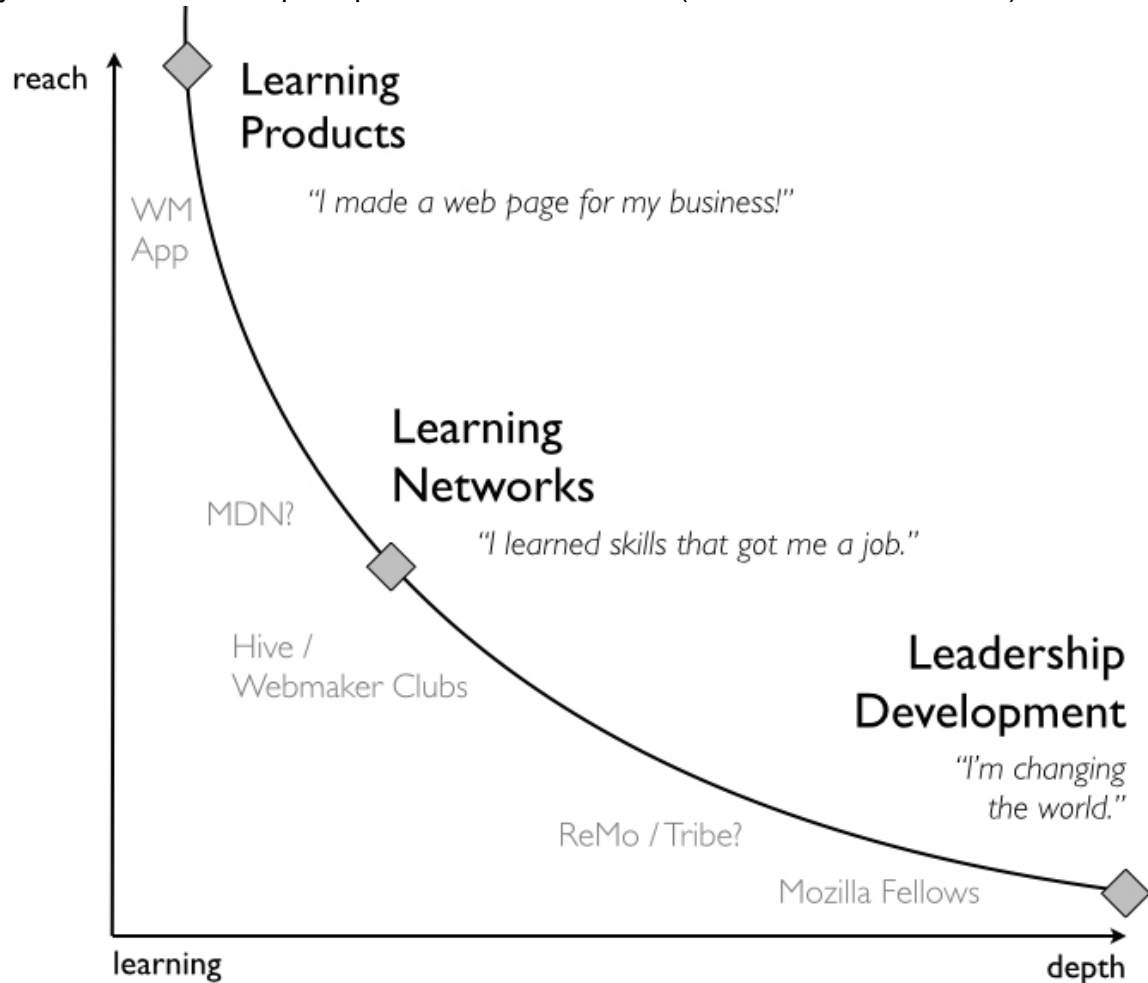 reach
Learning
Products
“I made a web page for my business!”
WM
App
Learning
Networks
MDN?
“I learned skills that got me a job.”
Hive /
Webmaker Clubs
Leadership
Development
“I’m changing
the world.”
ReMo / Tribe?
Mozilla Fellows
learning
depth